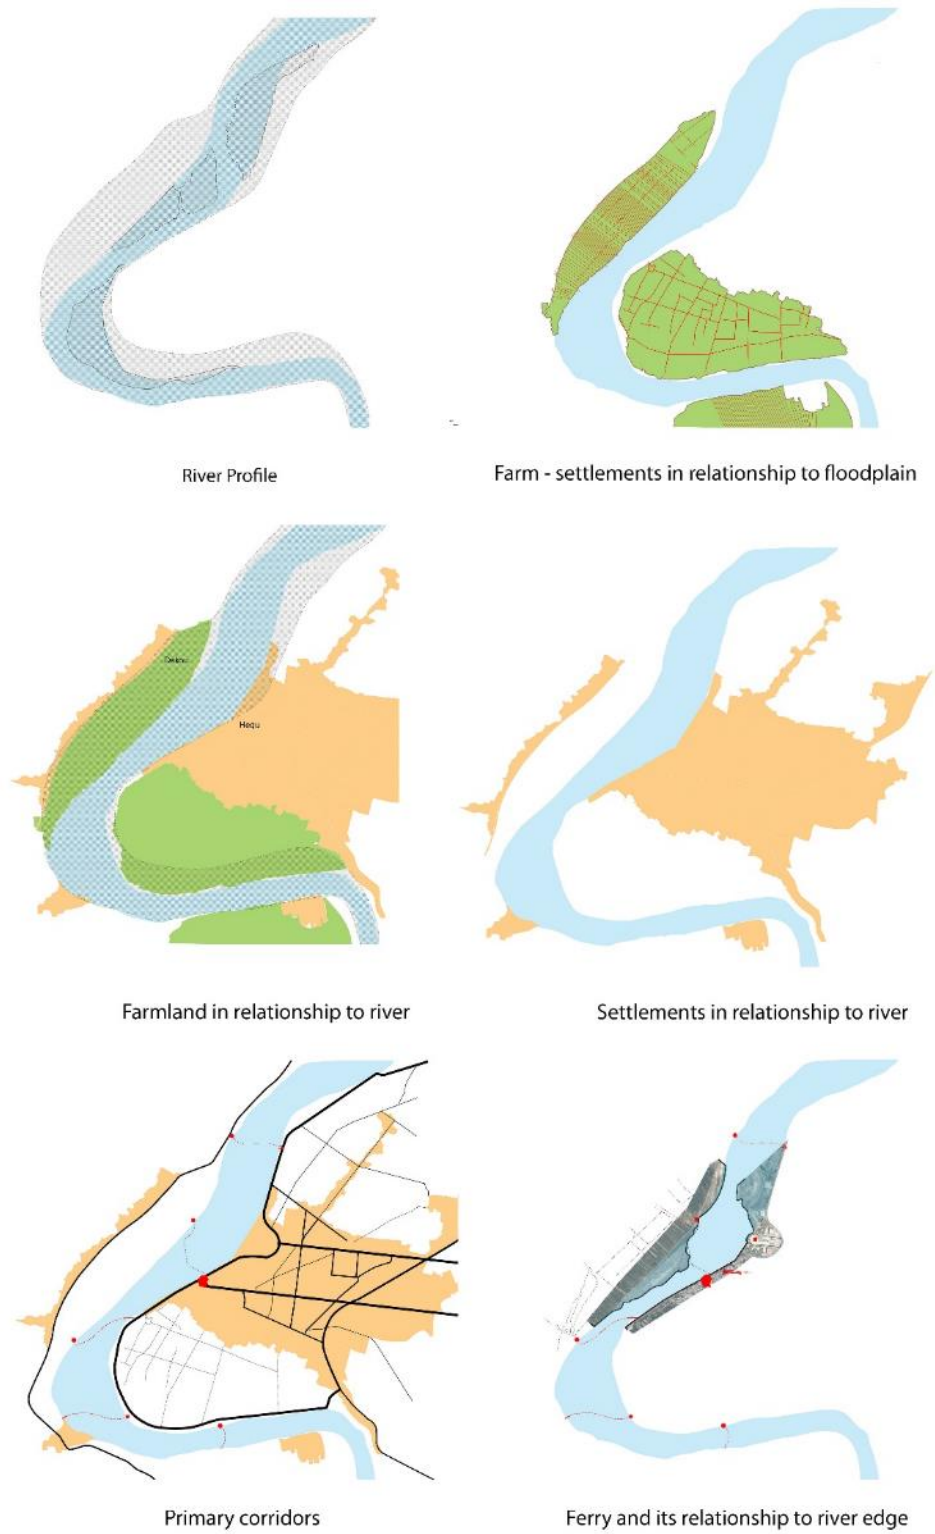 River Profile
Farm - settlements in relationship to floodplain
Hequ
Farmland in relationship to river
Settlements in relationship to river
Primary corridors
Ferry and its relationship to river edge